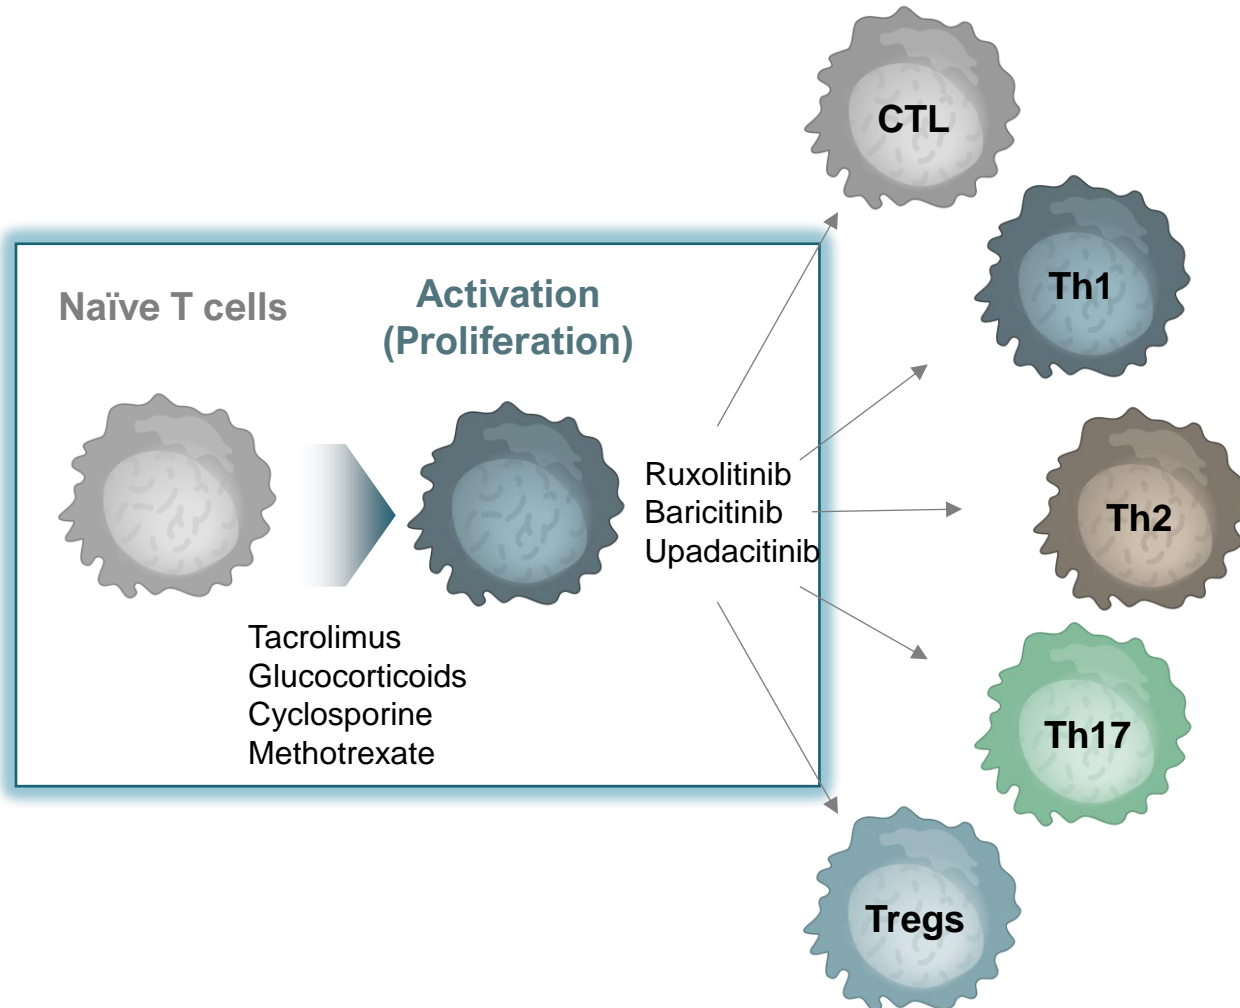 CTL
Th1
Naïve T cells
Activation
(Proliferation)
Ruxolitinib
Baricitinib
Upadacitinib
Th2
Tacrolimus
Glucocorticoids
Cyclosporine
Methotrexate
Th17
Tregs